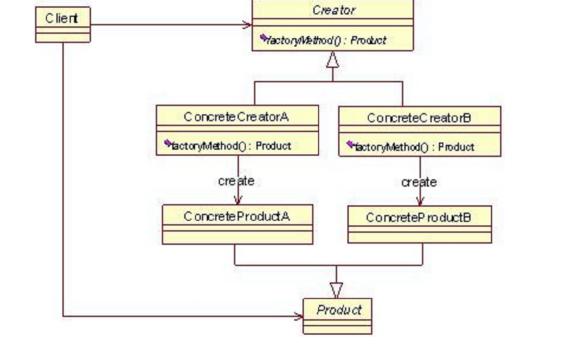 Client
Creator
factoryMethod() : Product
ConcreteCreatorA
factoryMethod() : Product
ConcreteCreatorB
factoryMethod() : Product
create
create
ConcreteProductA
ConcreteProductB
Product